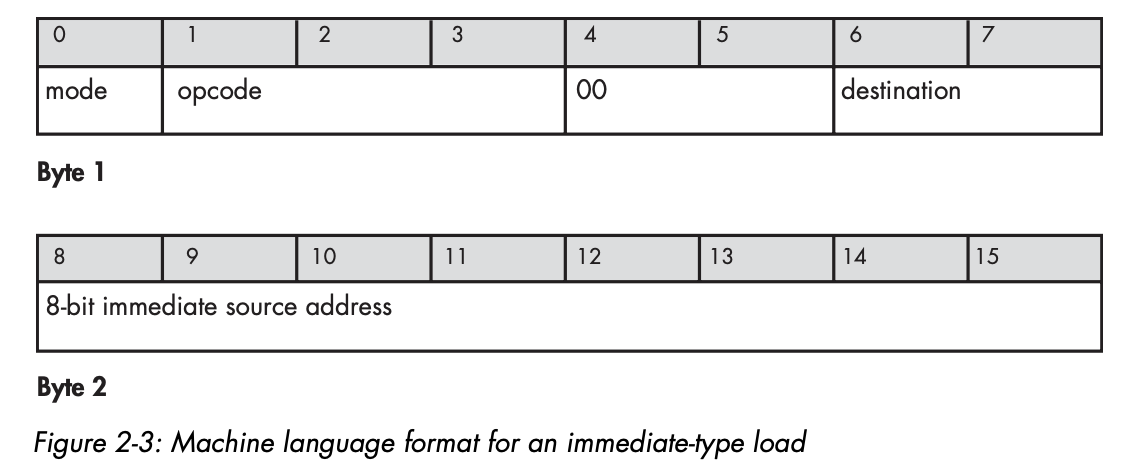 0 1 2 3 4 5 6 7
mode opcode 00 destination
Byte 1
8 9 10 11 12 13 14 15
8-bit immediate source address
Byte 2
Figure 2-3: Machine language format for an immediate-type load